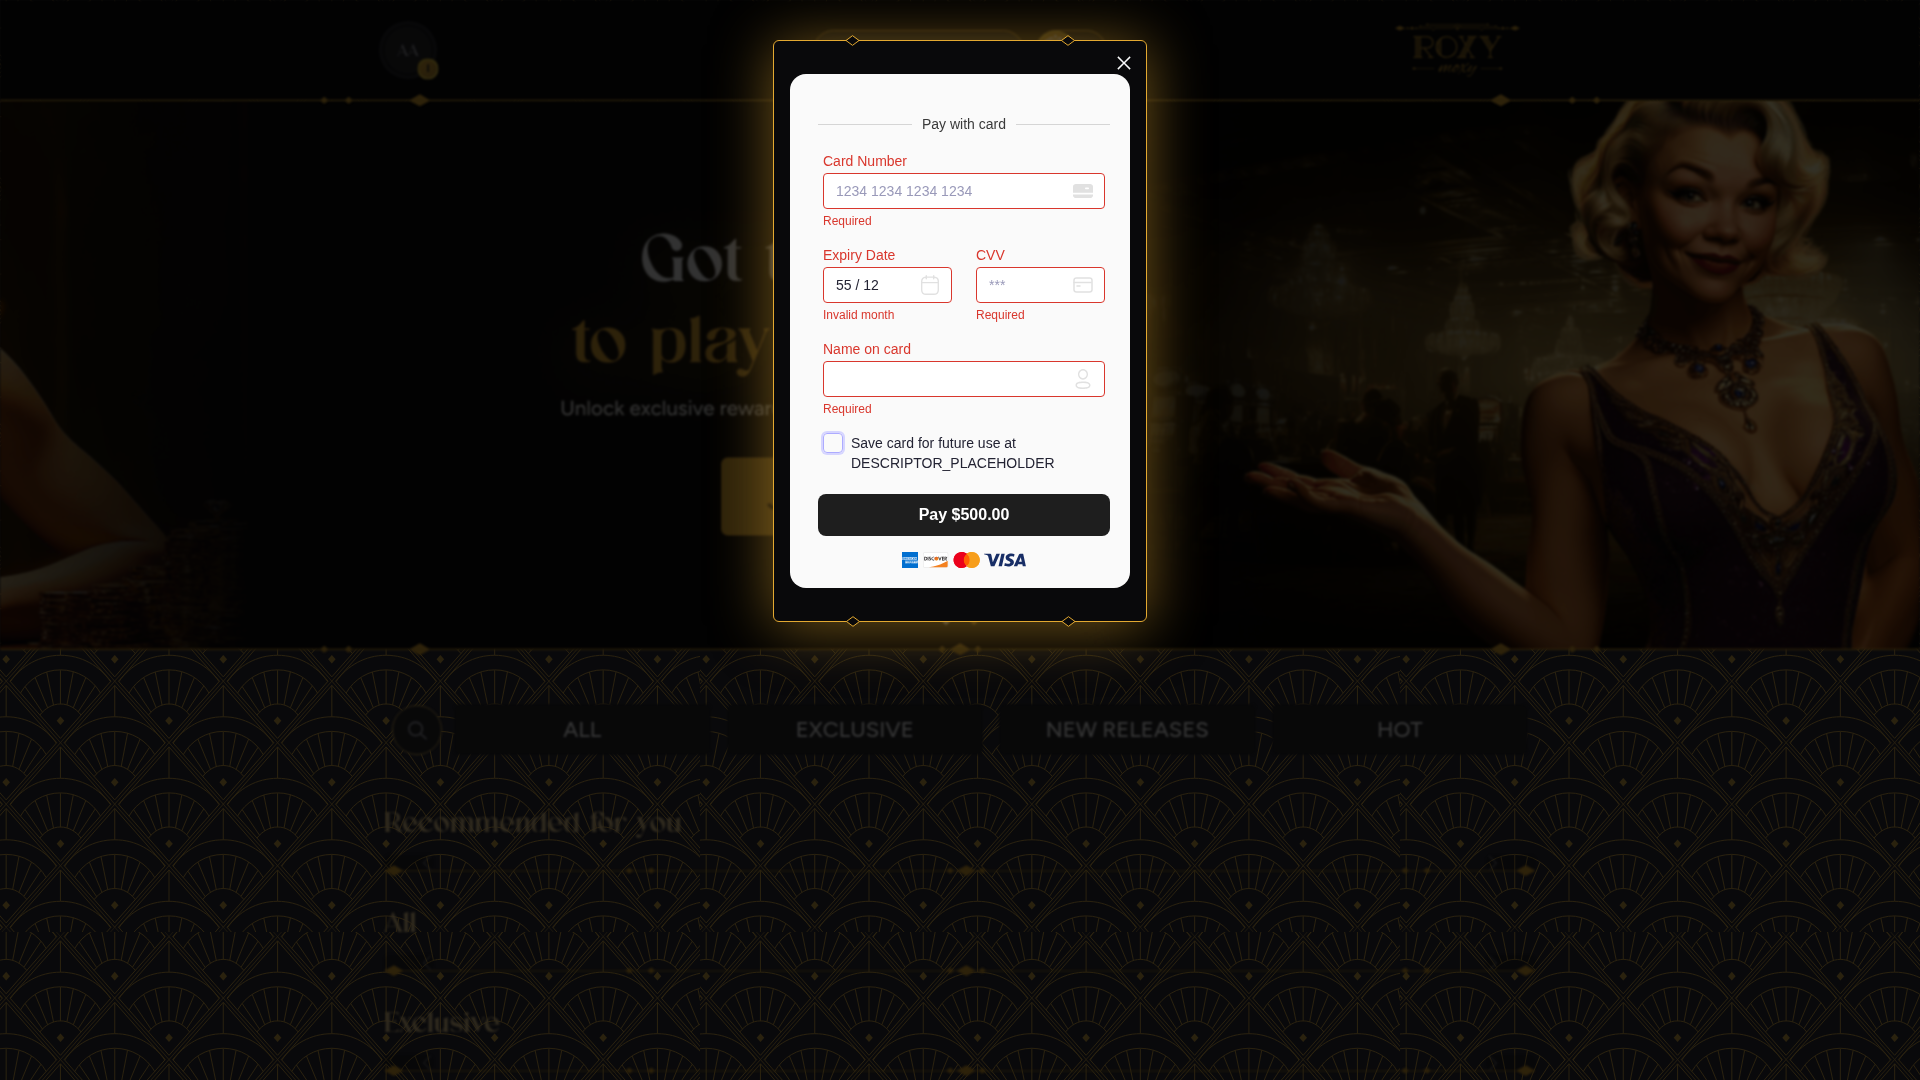 AA
ROXY
moxy
Pay with card
Card Number
1234 1234 1234 1234
Required
Expiry Date
CVV
55 / 12
***
Invalid month
Required
Name on card
Required
Save card for future use at
DESCRIPTOR_PLACEHOLDER
Pay $500.00
DISCOVER
VISA
Got
to play
Unlock exclusive rewar
ALL
EXCLUSIVE
NEW RELEASES
HOT
Recommended for you
All
Exclusive